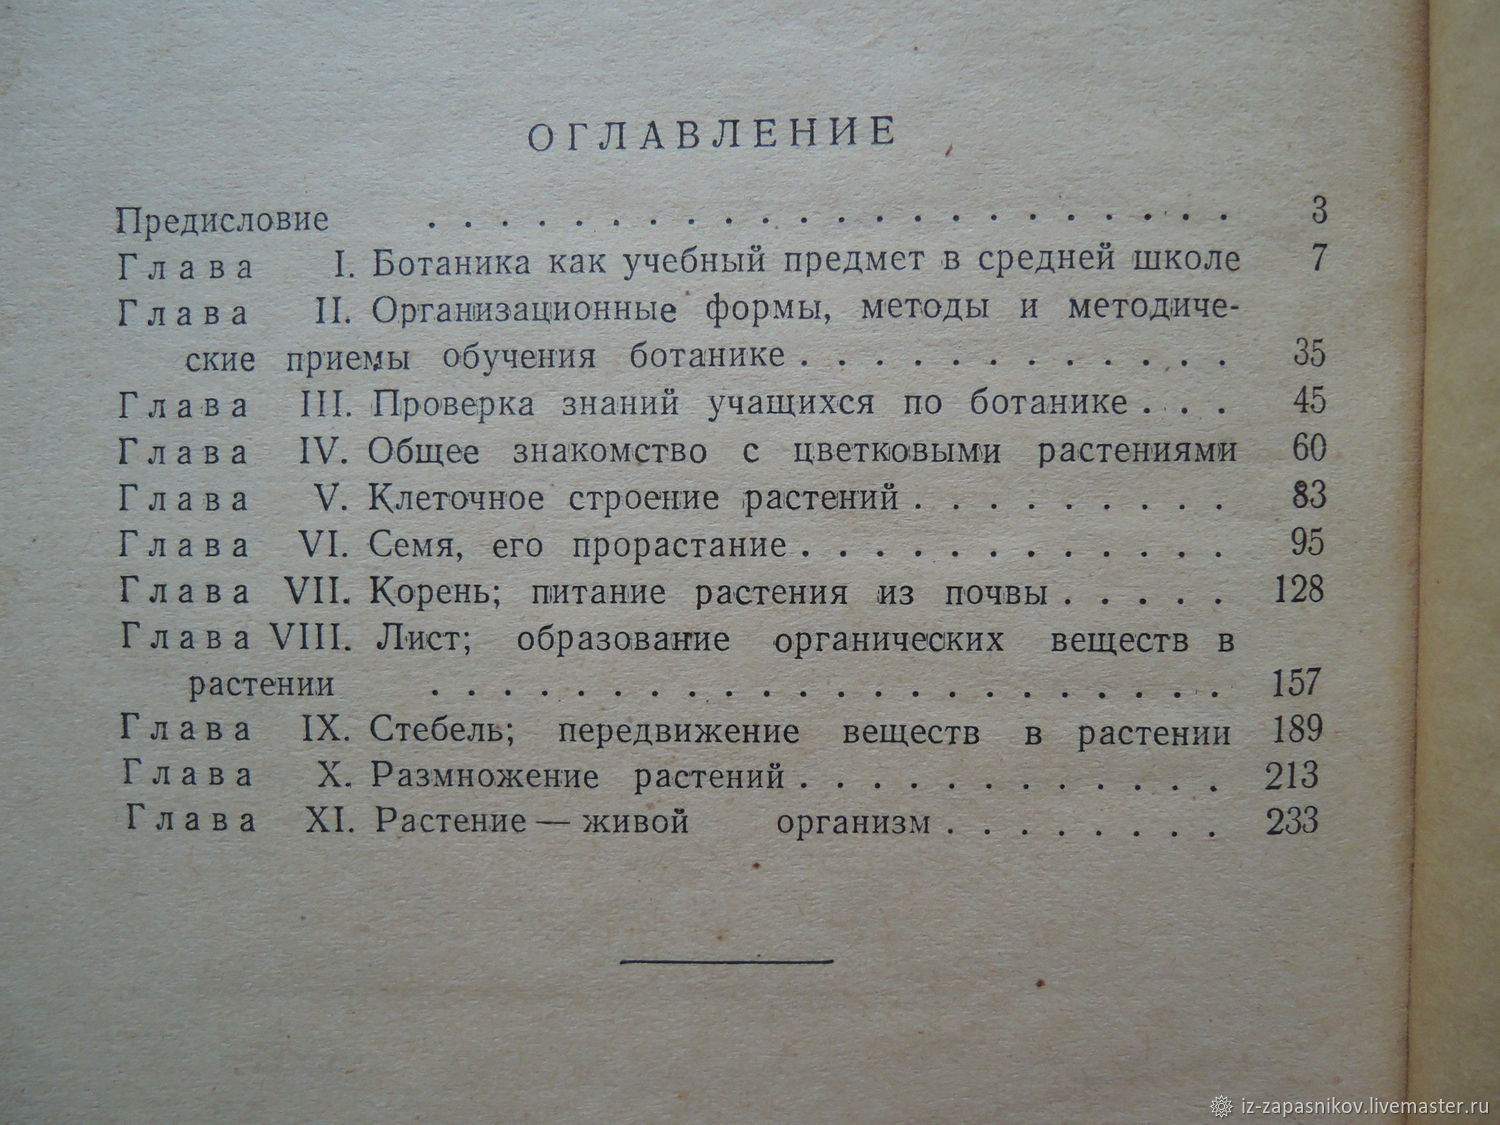 ОГЛАВЛЕНИЕ
Предисловие . . . . . . . . . . . . . . . . . . . . . . 3
Глава I. Ботаника как учебный предмет в средней школе 7
Глава II. Организационные формы, методы и методиче-
ские приемы обучения ботанике . . . . . . . . . . . . 35
Глава III. Проверка знаний учащихся по ботанике . . . 45
Глава IV. Общее знакомство с цветковыми растениями 60
Глава V. Клеточное строение растений . . . . . . . . . 83
Глава VI. Семя, его прорастание . . . . . . . . . . . . 95
Глава VII. Корень; питание растения из почвы . . . . . 128
Глава VIII. Лист; образование органических веществ в
растении . . . . . . . . . . . . . . . . . . . . . . 157
Глава IX. Стебель; передвижение веществ в растении 189
Глава X. Размножение растений . . . . . . . . . . . . 213
Глава XI. Растение — живой организм . . . . . . . . 233
iz-zapasnikov.livemaster.ru